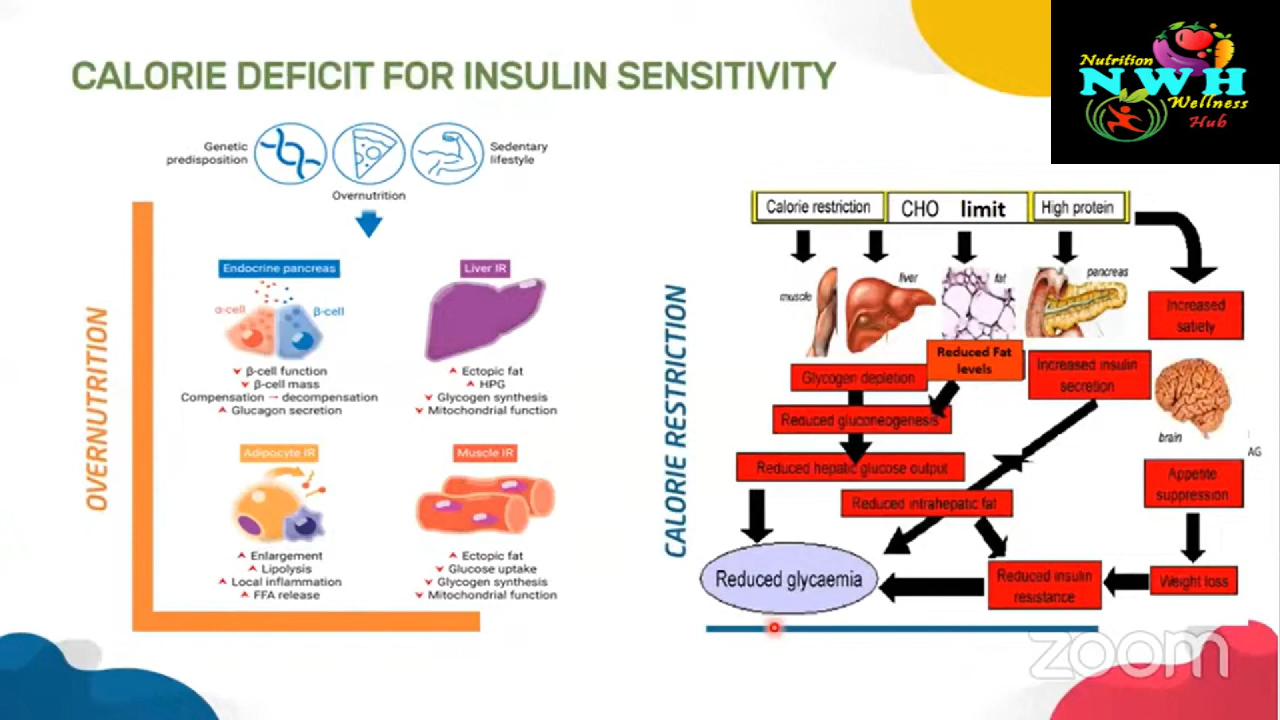 CALORIE DEFICIT FOR INSULIN SENSITIVITY
Nutrition
NWH
Wellness
Hub
Genetic
predisposition
Sedentary
lifestyle
Overnutrition
OVERNUTRITION
Endocrine pancreas
α-cell
β-cell
β-cell function
β-cell mass
Compensation → decompensation
Glucagon secretion
Liver IR
Ectopic fat
HPG
Glycogen synthesis
Mitochondrial function
Adipocyte IR
Enlargement
Lipolysis
Local inflammation
FFA release
Muscle IR
Ectopic fat
Glucose uptake
Glycogen synthesis
Mitochondrial function
CALORIE RESTRICTION
Calorie restriction
CHO limit
High protein
muscle
liver
fat
pancreas
Increased
satiety
Reduced Fat
levels
Glycogen depletion
Increased insulin
secretion
Reduced gluconeogenesis
brain
AG
Reduced hepatic glucose output
Appetite
suppression
Reduced intrahepatic fat
Reduced glycaemia
Reduced insulin
resistance
Weight loss
zoom